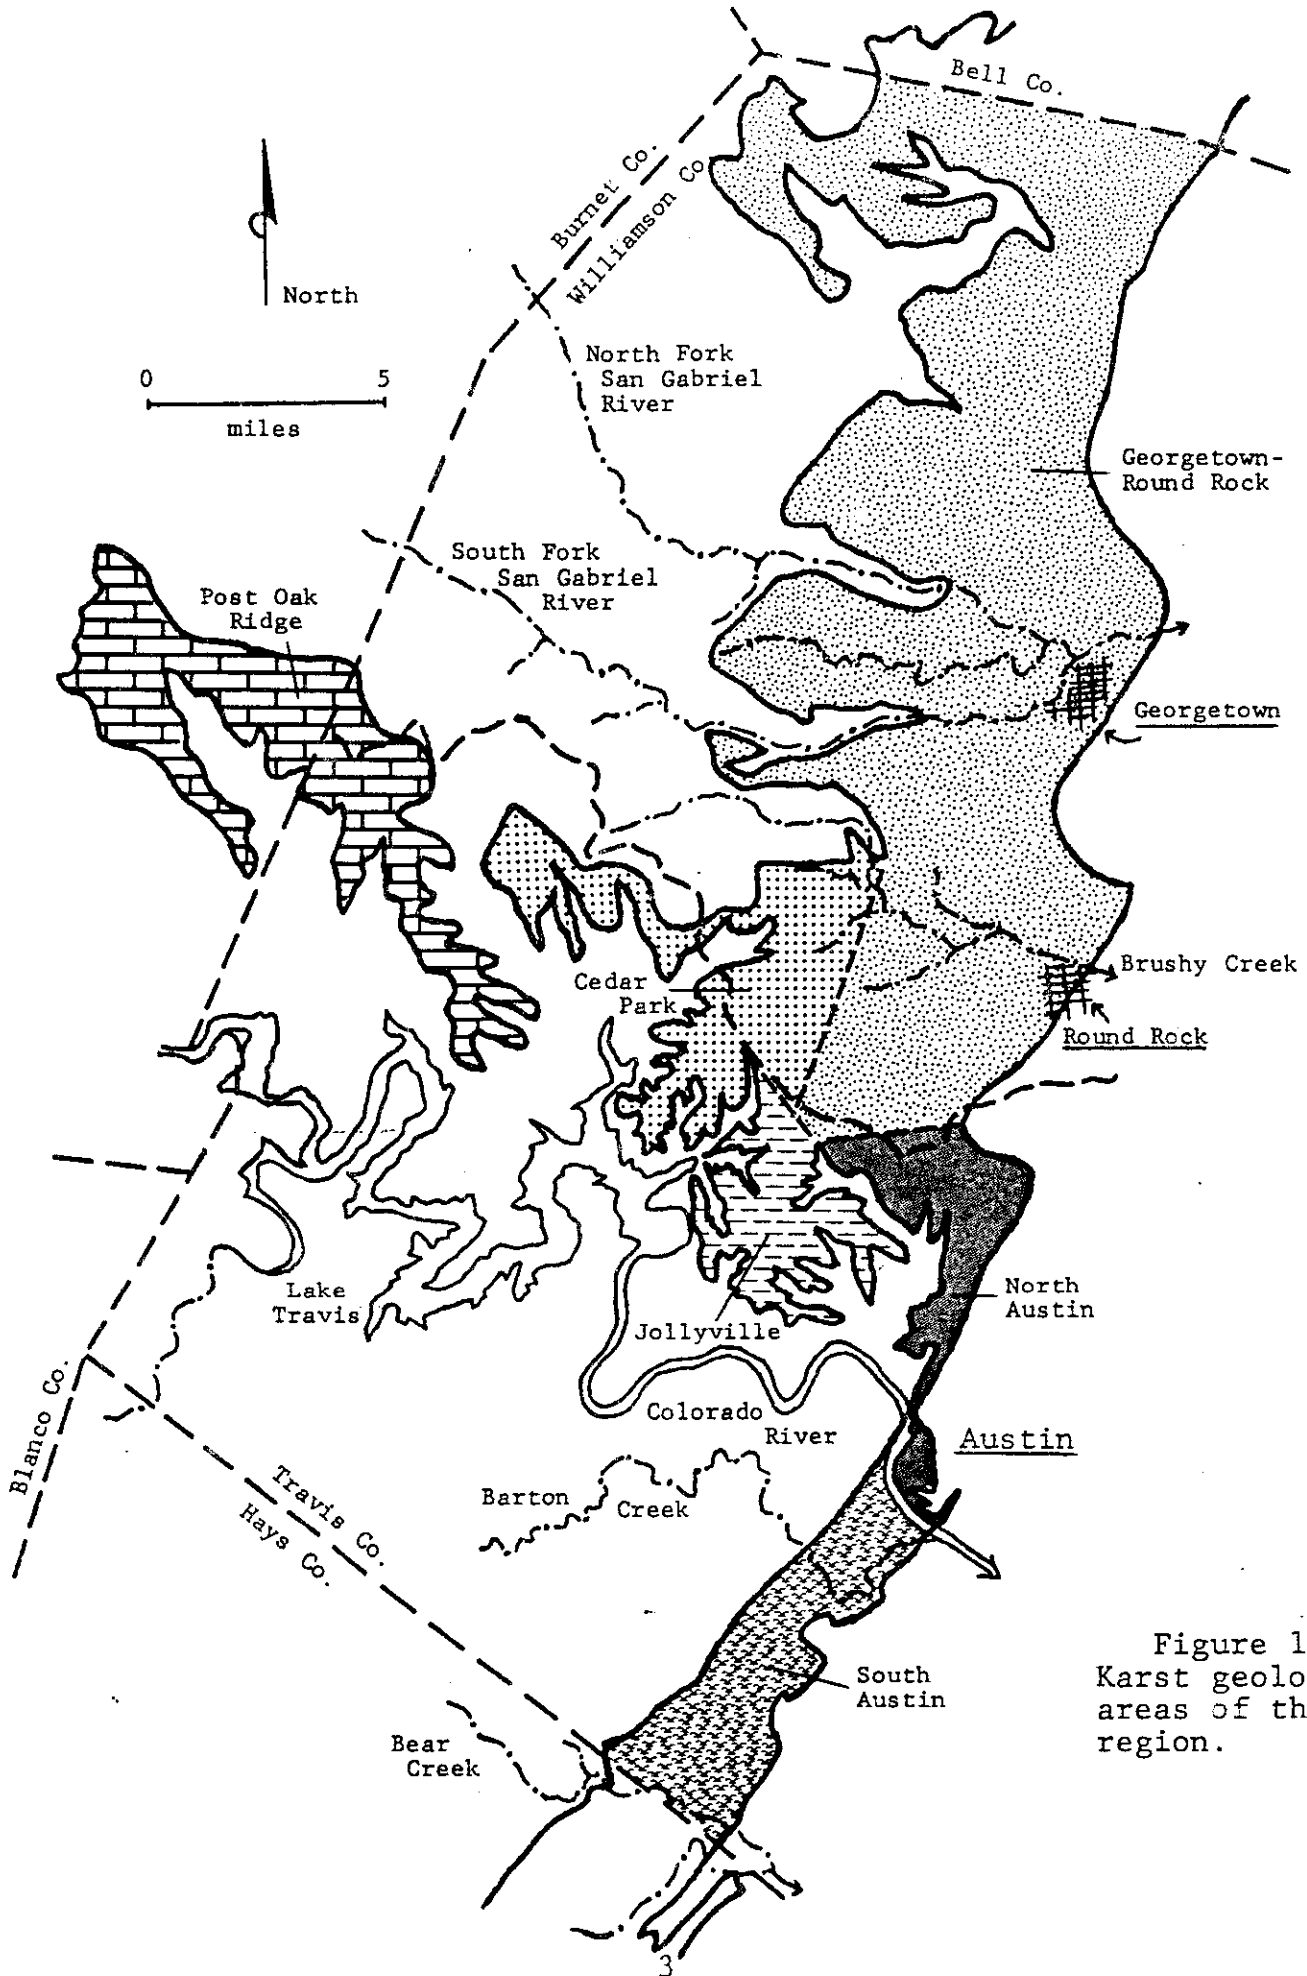 Bell Co.
Burnet Co.
Williamson Co
North
North Fork
San Gabriel
River
0 5
miles
Georgetown-
Round Rock
South Fork
San Gabriel
River
Post Oak
Ridge
Georgetown
Cedar
Park
Brushy Creek
Round Rock
Lake
Travis
North
Austin
Jollyville
Blanco Co.
Colorado
River
Austin
Travis Co.
Hays Co.
Barton
Creek
South
Austin
Bear
Creek
Figure 1
Karst geolo
areas of th
region.
3